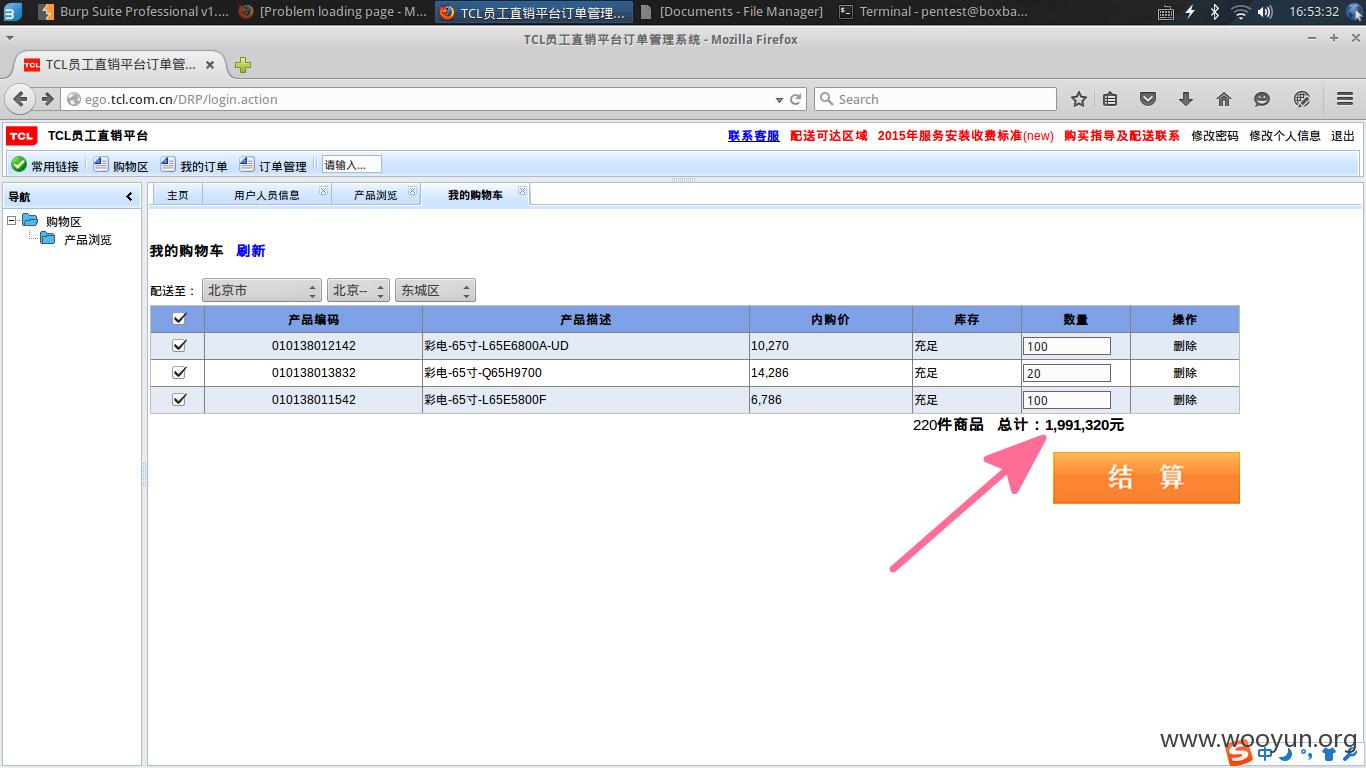 Burp Suite Professional v1....
[Problem loading page - M...
TCL员工直销平台订单管理...
[Documents - File Manager]
Terminal - pentest@boxba...
16:53:32
TCL员工直销平台订单管理系统 - Mozilla Firefox
TCL TCL员工直销平台订单管...
ego.tcl.com.cn/DRP/login.action
Search
TCL TCL员工直销平台
联系客服 配送可达区域 2015年服务安装收费标准(new) 购买指导及配送联系 修改密码 修改个人信息 退出
常用链接 购物区 我的订单 订单管理 请输入...
导航
购物区
产品浏览
主页 用户人员信息 产品浏览 我的购物车
我的购物车 刷新
配送至： 北京市 北京-- 东城区
产品编码 产品描述 内购价 库存 数量 操作
010138012142 彩电-65寸-L65E6800A-UD 10,270 充足 100 删除
010138013832 彩电-65寸-Q65H9700 14,286 充足 20 删除
010138011542 彩电-65寸-L65E5800F 6,786 充足 100 删除
220件商品 总计：1,991,320元
结 算
www.wooyun.org
S 中